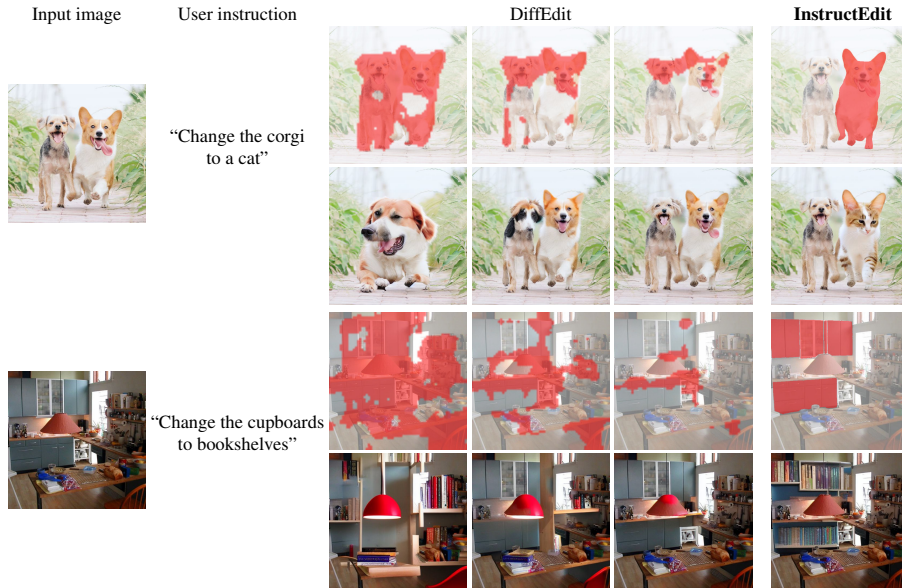 Input image
User instruction
DiffEdit
InstructEdit
“Change the corgi
to a cat”
“Change the cupboards
to bookshelves”